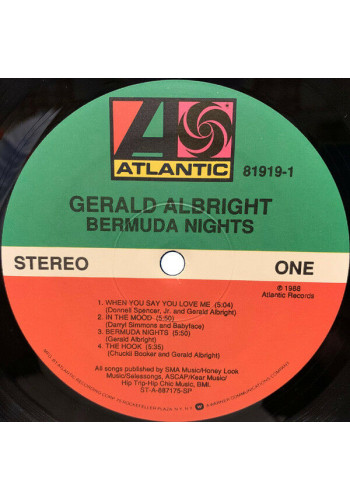 ATLANTIC 81919-1
GERALD ALBRIGHT
BERMUDA NIGHTS
STEREO ONE
℗ 1988
Atlantic Records
1. WHEN YOU SAY YOU LOVE ME (5:04)
(Donnell Spencer, Jr. and Gerald Albright)
2. IN THE MOOD (5:50)
(Darryl Simmons and Babyface)
3. BERMUDA NIGHTS (5:50)
(Gerald Albright)
4. THE HOOK (5:35)
(Chuckii Booker and Gerald Albright)
All songs published by SMA Music/Honey Look
Music/Selessongs, ASCAP/Kear Music/
Hip Trip-Hip Chic Music, BMI.
ST-A-887175-SP